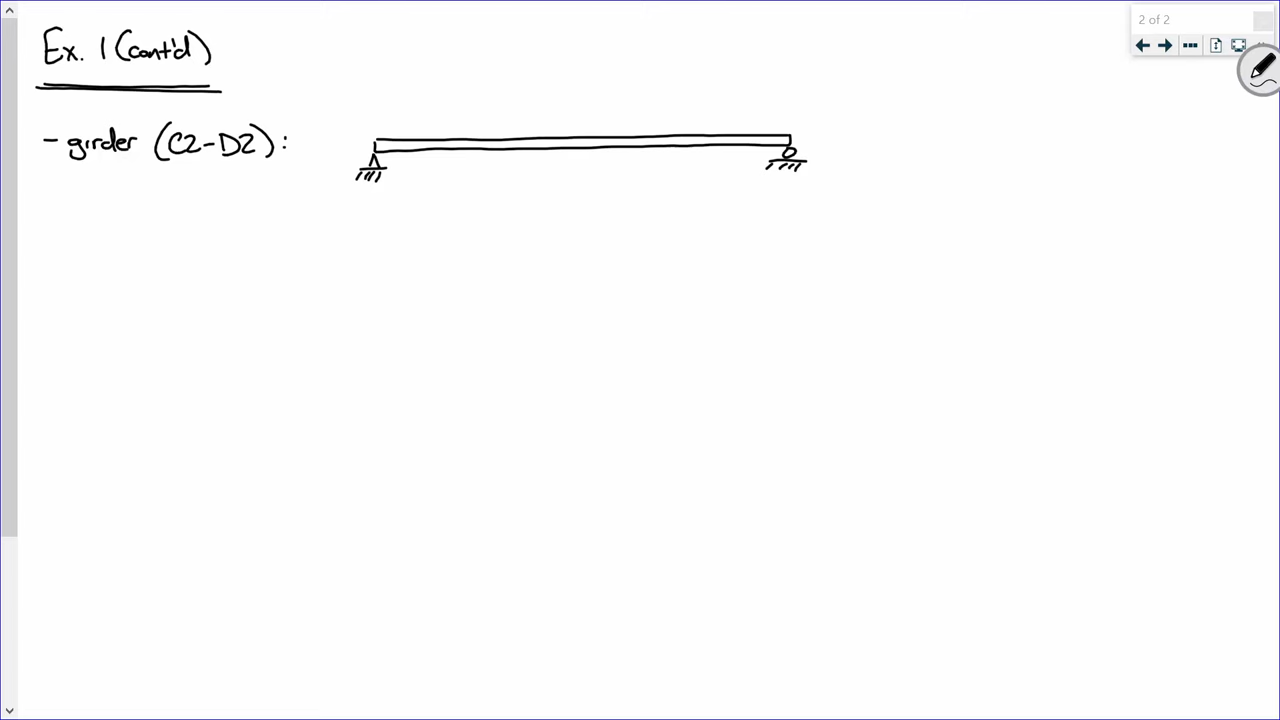 Ex. 1 (cont'd)
2 of 2
- girder (C2-D2):